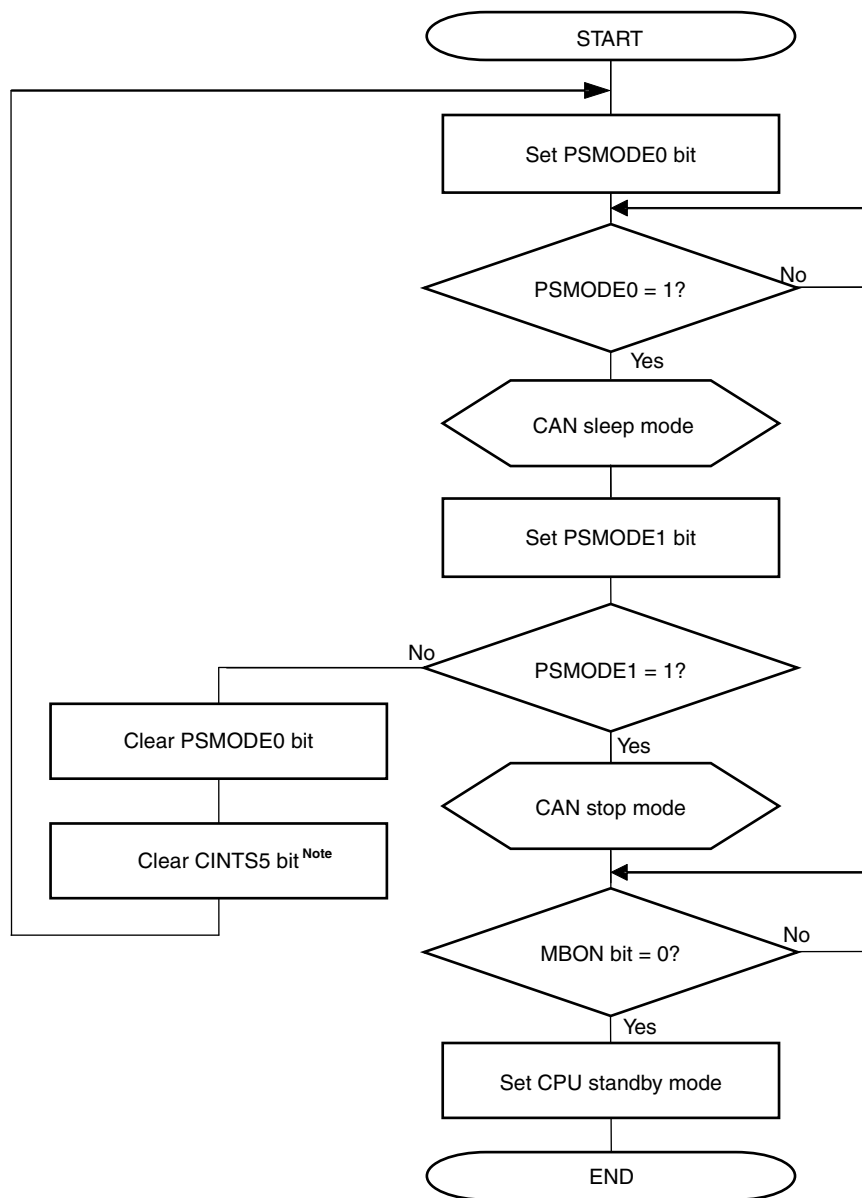 START
Set PSMODE0 bit
PSMODE0 = 1?
No
Yes
CAN sleep mode
Set PSMODE1 bit
No
PSMODE1 = 1?
Clear PSMODE0 bit
Yes
CAN stop mode
Clear CINTS5 bit Note
MBON bit = 0?
No
Yes
Set CPU standby mode
END